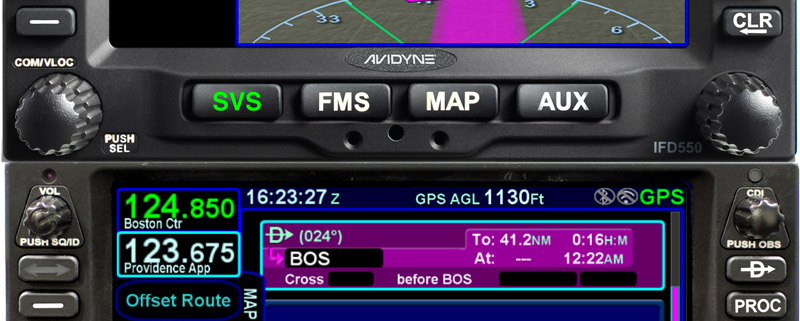 33
3
6
CLR
COM/VLOC
AVIDYNE
SVS FMS MAP AUX
PUSH
SEL
IFD550
VOL
PUSH SQ/ID
124.850
Boston Ctr
123.675
Providence App
Offset Route
MAP
16:23:27 Z
GPS AGL 1130Ft
GPS
(024°)
BOS
To: 41.2NM 0:16H:M
At: --- 12:22AM
Cross before BOS
CDI
PUSH OBS
D
PROC